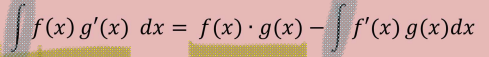 ∫ f(x) g′(x) dx = f(x) · g(x) − ∫ f′(x) g(x)dx